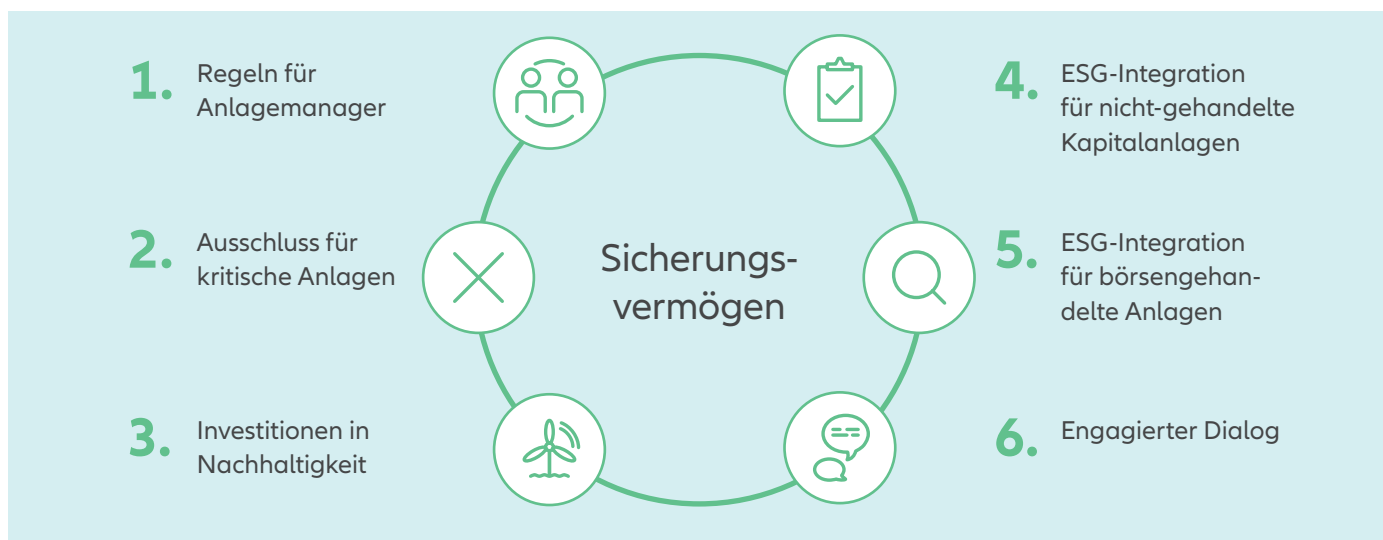 1. Regeln für
Anlagemanager
2. Ausschluss für
kritische Anlagen
3. Investitionen in
Nachhaltigkeit
Sicherungs-
vermögen
4. ESG-Integration
für nicht-gehandelte
Kapitalanlagen
5. ESG-Integration
für börsengehan-
delte Anlagen
6. Engagierter Dialog